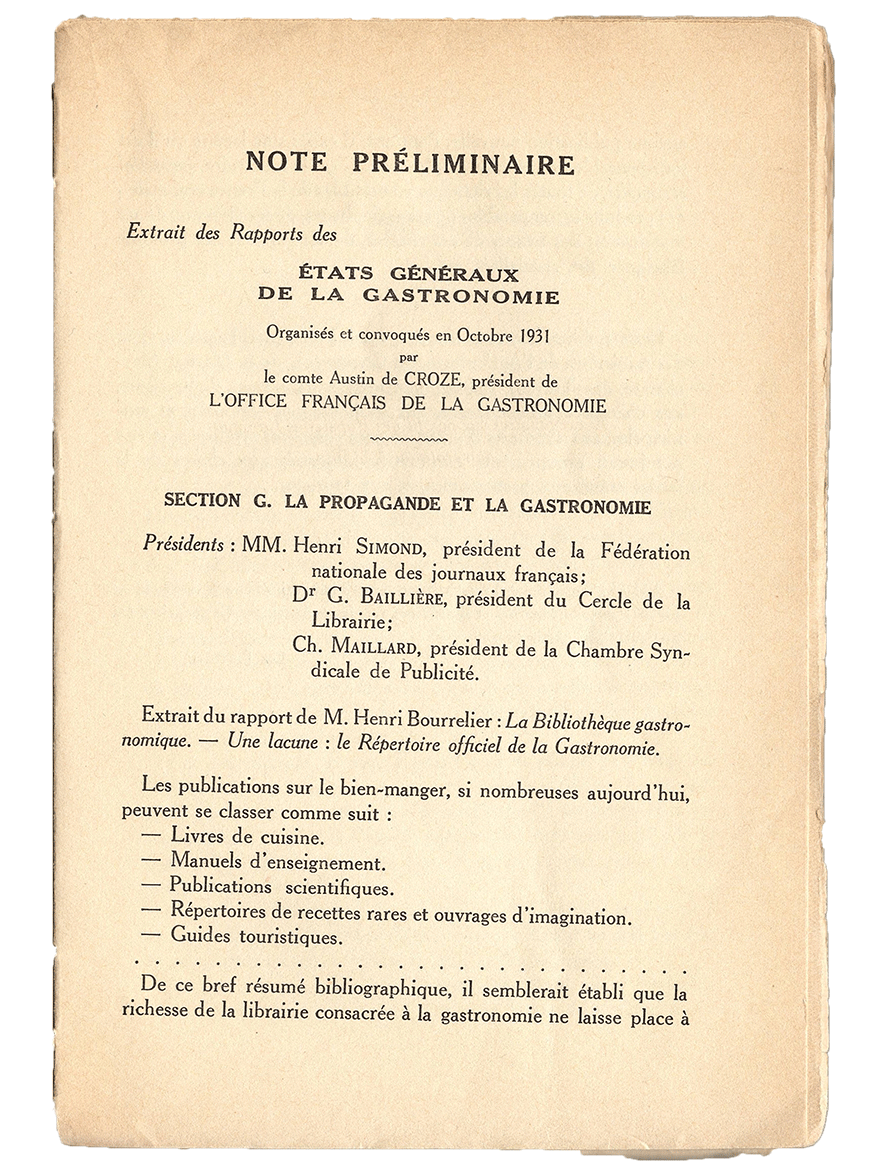 NOTE PRÉLIMINAIRE
Extrait des Rapports des
ÉTATS GÉNÉRAUX
DE LA GASTRONOMIE
Organisés et convoqués en Octobre 1931
par
le comte Austin de CROZE, président de
L'OFFICE FRANÇAIS DE LA GASTRONOMIE
SECTION G. LA PROPAGANDE ET LA GASTRONOMIE
Présidents : MM. Henri SIMOND, président de la Fédération
nationale des journaux français;
Dr G. BAILLIÈRE, président du Cercle de la
Librairie;
Ch. MAILLARD, président de la Chambre Syn-
dicale de Publicité.
Extrait du rapport de M. Henri Bourrelier : La Bibliothèque gastro-
nomique. — Une lacune : le Répertoire officiel de la Gastronomie.
Les publications sur le bien-manger, si nombreuses aujourd'hui,
peuvent se classer comme suit :
— Livres de cuisine.
— Manuels d'enseignement.
— Publications scientifiques.
— Répertoires de recettes rares et ouvrages d'imagination.
— Guides touristiques.
. . . . . . . . . . . . . . . . . . . . . . . . . . .
De ce bref résumé bibliographique, il semblerait établi que la
richesse de la librairie consacrée à la gastronomie ne laisse place à